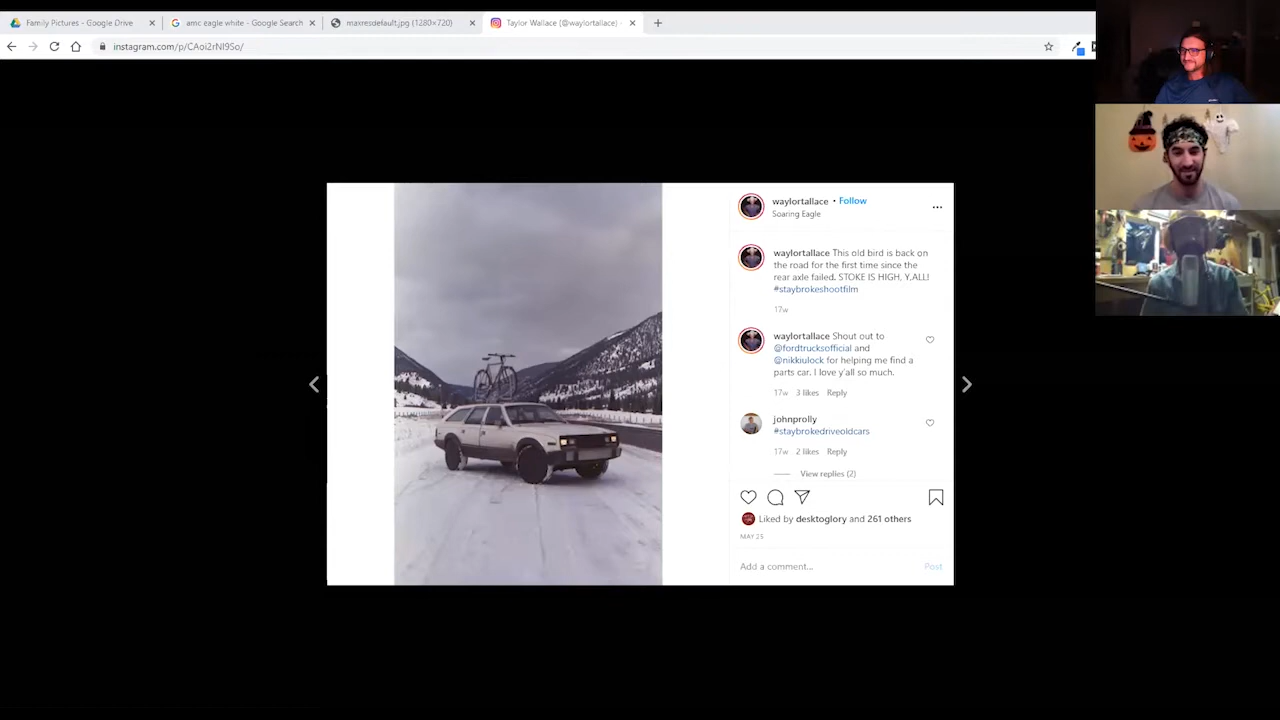 Family Pictures - Google Drive
amc eagle white - Google Search
maxresdefault.jpg (1280×720)
Taylor Wallace (@waylortallace) ·
instagram.com/p/CAoi2rNl9So/
waylortallace • Follow
Soaring Eagle
waylortallace This old bird is back on
the road for the first time since the
rear axle failed. STOKE IS HIGH, Y,ALL!
#staybrokeshootfilm
17w
waylortallace Shout out to
@fordtrucksofficial and
@nikkiulock for helping me find a
parts car. I love y'all so much.
17w 3 likes Reply
johnprolly
#staybrokedriveoldcars
17w 2 likes Reply
View replies (2)
Liked by desktoglory and 261 others
MAY 25
Add a comment...
Post